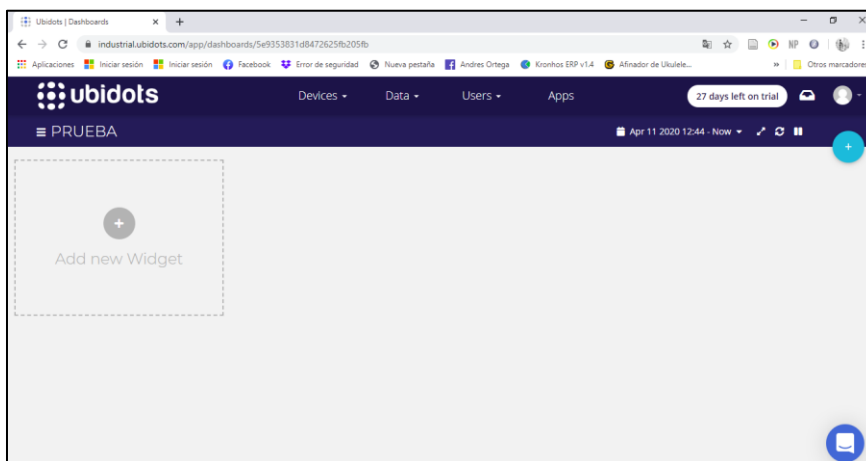 Ubidots | Dashboards
industrial.ubidots.com/app/dashboards/5e9353831d8472625fb205fb
Aplicaciones Iniciar sesión Iniciar sesión Facebook Error de seguridad Nueva pestaña Andres Ortega Kronhos ERP v1.4 Afinador de Ukulele... » Otros marcadores
ubidots Devices Data Users Apps 27 days left on trial
PRUEBA Apr 11 2020 12:44 - Now
Add new Widget